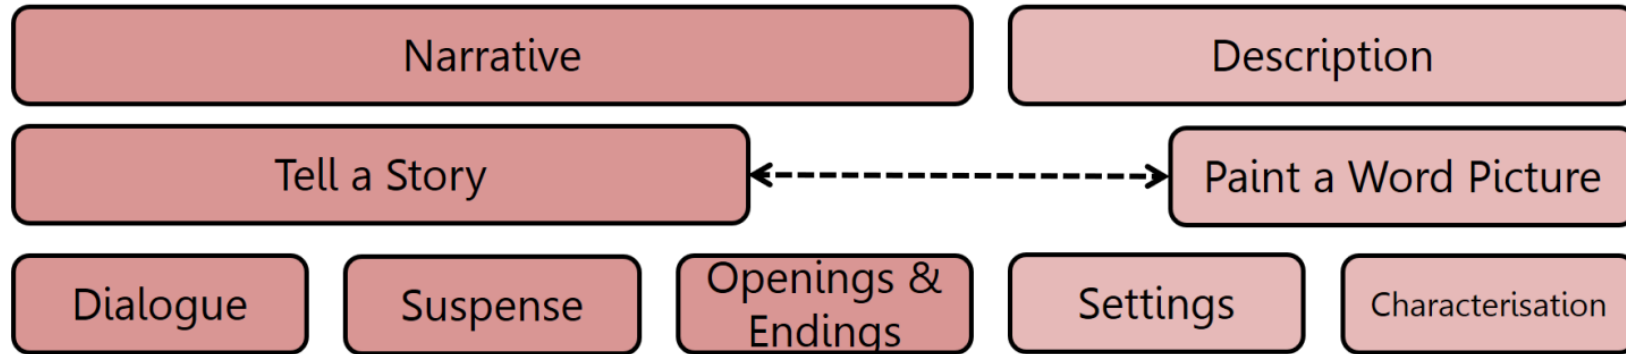 Narrative
Description
Tell a Story
Paint a Word Picture
Dialogue
Suspense
Openings &
Endings
Settings
Characterisation